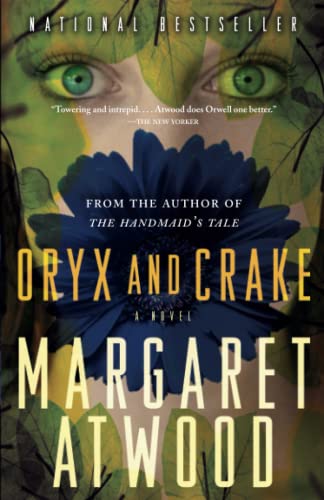 NATIONAL BESTSELLER
“Towering and intrepid. . . . Atwood does Orwell one better.”
—THE NEW YORKER
FROM THE AUTHOR OF
THE HANDMAID’S TALE
ORYX AND CRAKE
A NOVEL
MARGARET
ATWOOD